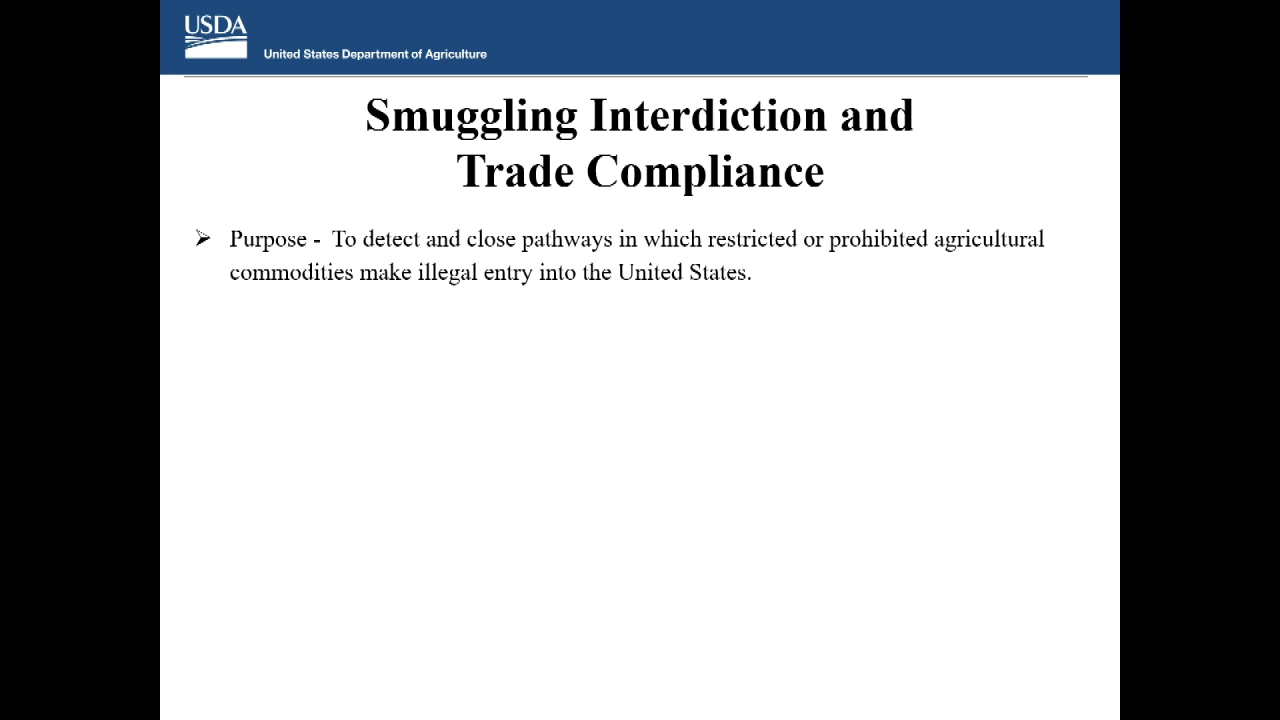 USDA
United States Department of Agriculture
Smuggling Interdiction and
Trade Compliance
➢ Purpose -  To detect and close pathways in which restricted or prohibited agricultural
commodities make illegal entry into the United States.